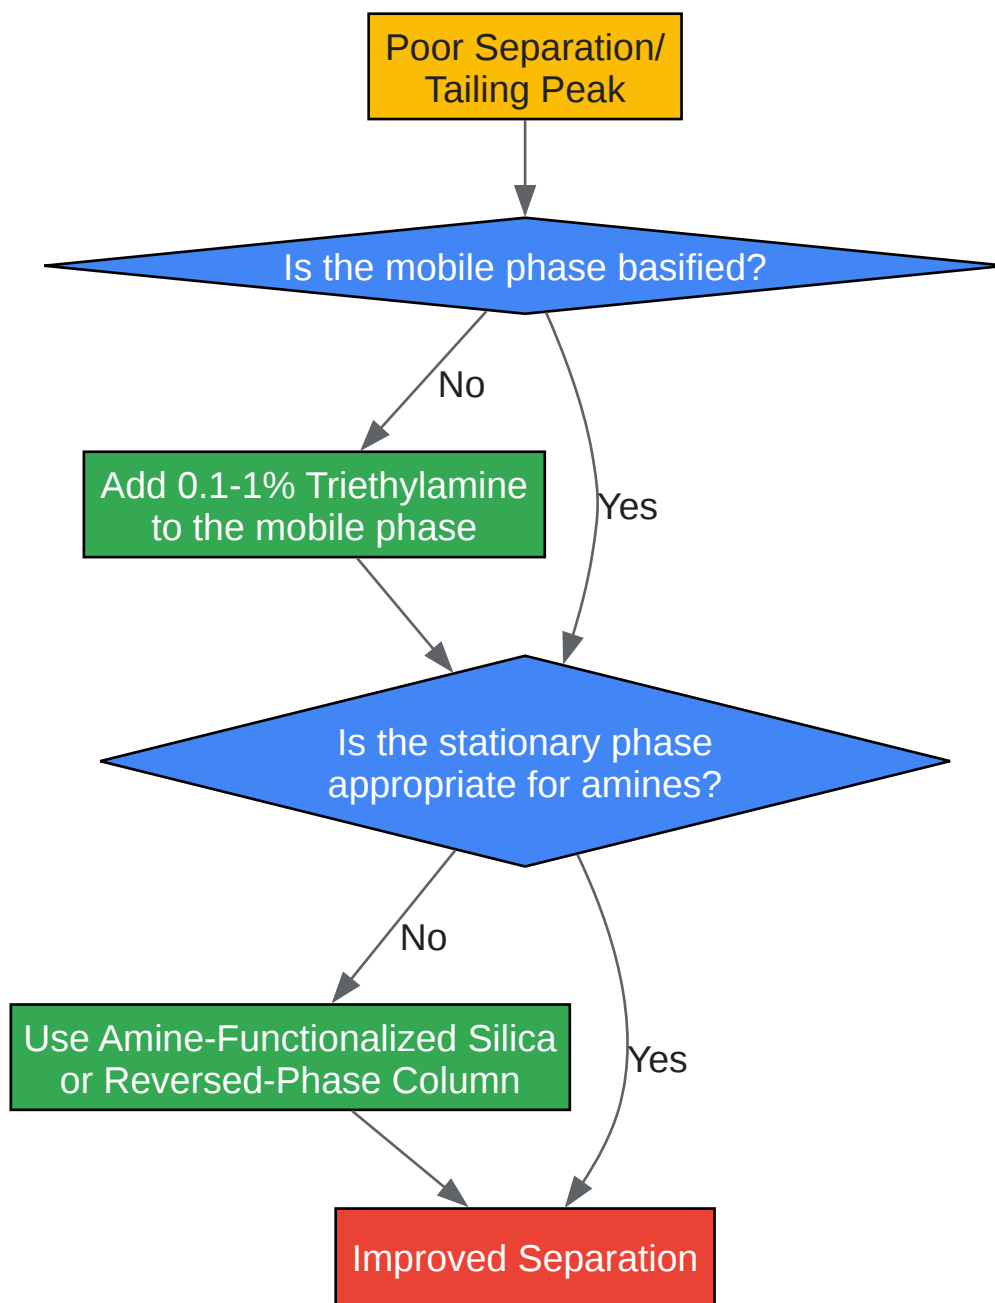 Poor Separation/
Tailing Peak
Is the mobile phase basified?
No
Add 0.1-1% Triethylamine
to the mobile phase
Yes
Is the stationary phase
appropriate for amines?
No
Use Amine-Functionalized Silica
or Reversed-Phase Column
Yes
Improved Separation